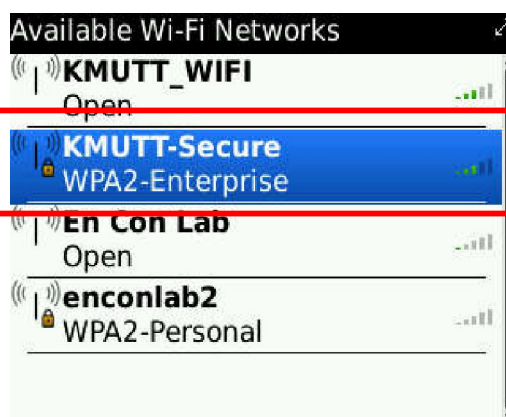 Available Wi-Fi Networks
KMUTT_WIFI
Open
KMUTT-Secure
WPA2-Enterprise
En Con Lab
Open
enconlab2
WPA2-Personal